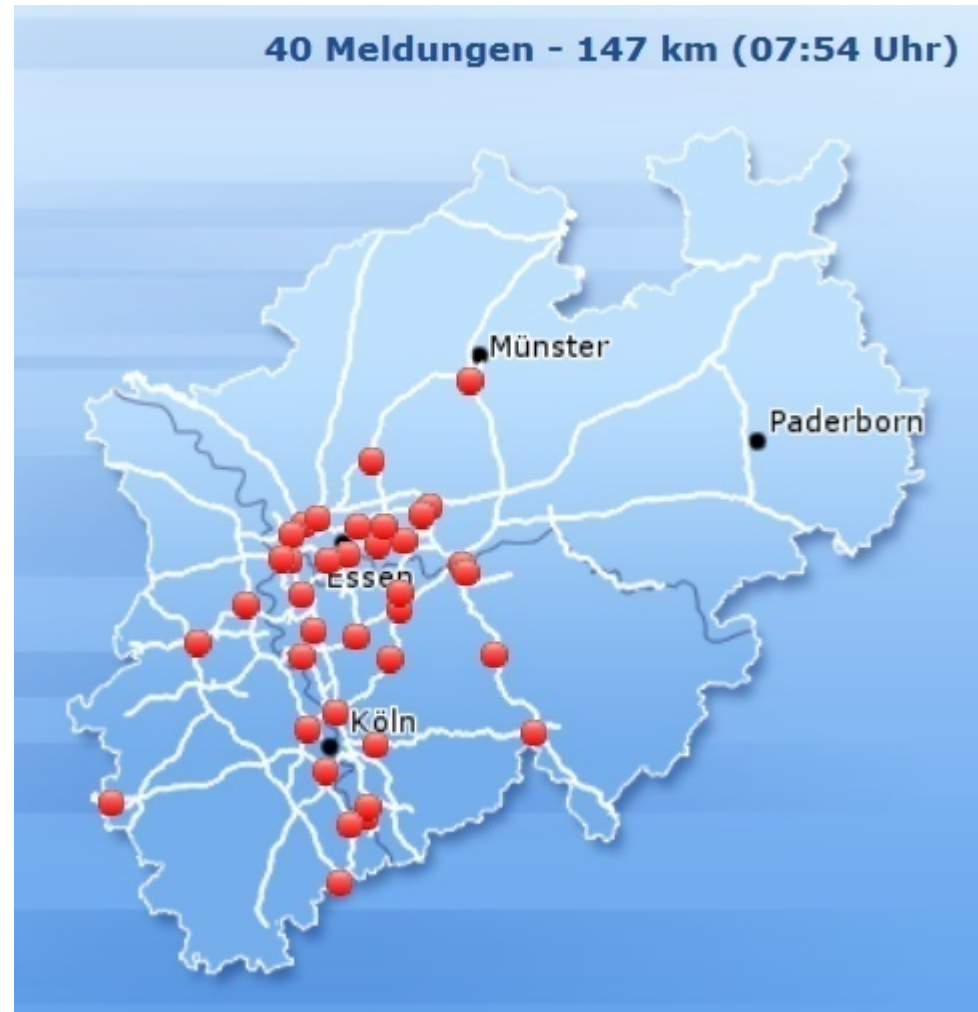 40 Meldungen - 147 km (07:54 Uhr)
Münster
Paderborn
Essen
Köln